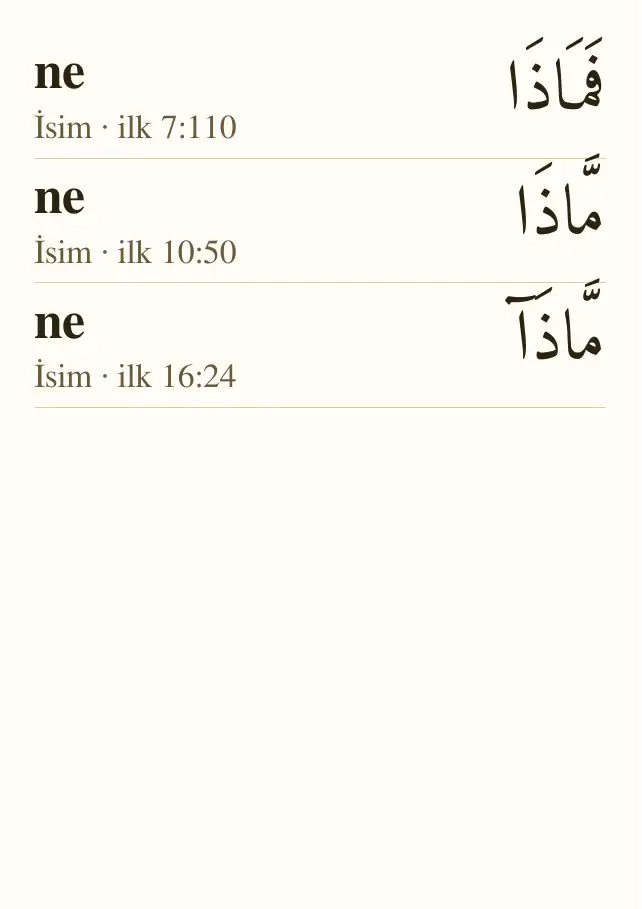 ne فَمَاذَا
İsim · ilk 7:110
ne مَّاذَا
İsim · ilk 10:50
ne مَّاذَآ
İsim · ilk 16:24